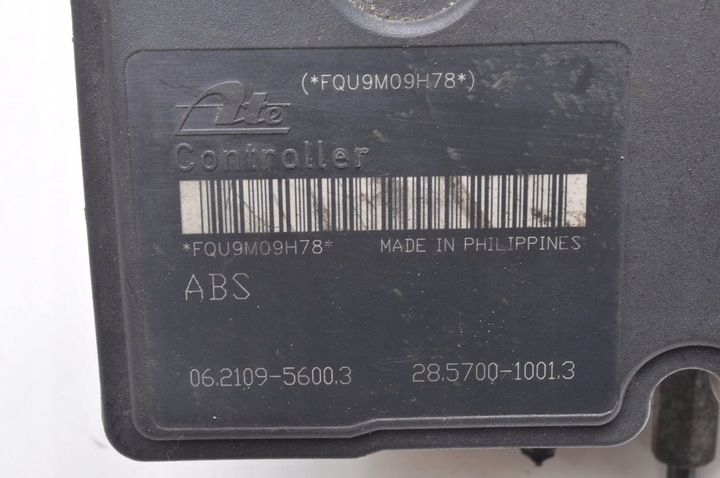 (*FQU9M09H78*)
Ate
Controller
*FQU9M09H78* MADE IN PHILIPPINES
ABS
06.2109-5600.3 28.5700-1001.3